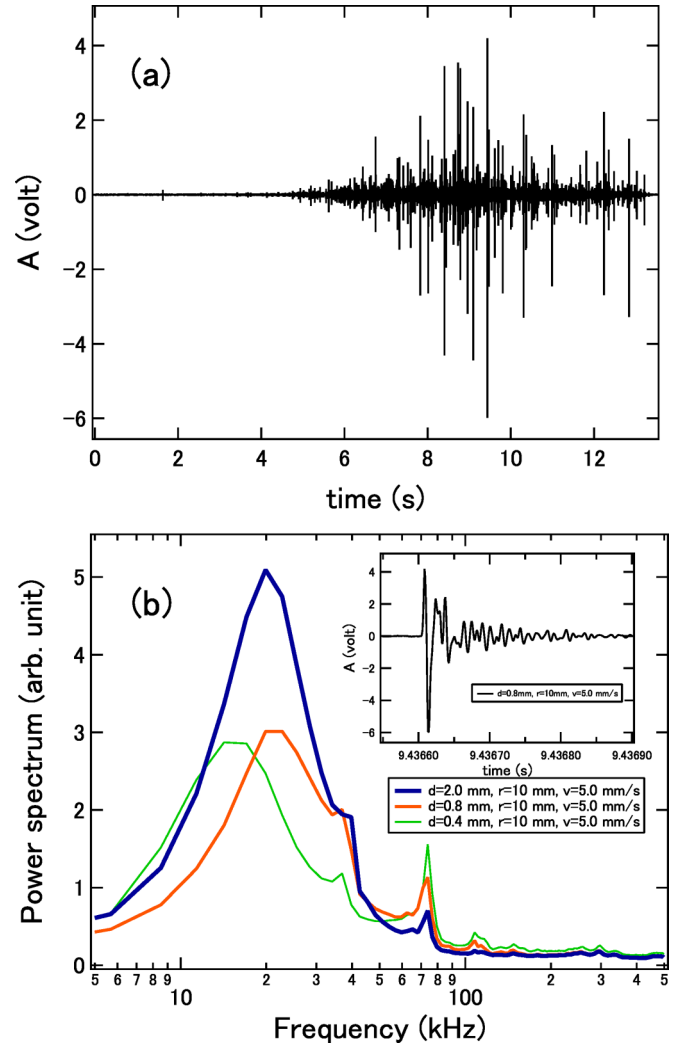 (a)
A (volt)
4
2
0
−2
−4
−6
0 2 4 6 8 10 12
time (s)
(b)
Power spectrum (arb. unit)
5
4
3
2
1
0
A (volt)
4
2
0
-2
-4
-6
d=0.8mm, r=10mm, v=5.0 mm/s
9.43660 9.43670 9.43680 9.43690
time (s)
d=2.0 mm, r=10 mm, v=5.0 mm/s
d=0.8 mm, r=10 mm, v=5.0 mm/s
d=0.4 mm, r=10 mm, v=5.0 mm/s
5 6 7 8 9 10 2 3 4 5 6 7 8 9 100 2 3 4 5
Frequency (kHz)